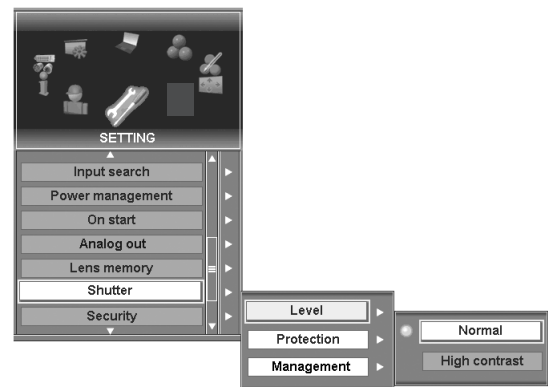 SETTING
Input search
Power management
On start
Analog out
Lens memory
Shutter
Security
Level
Protection
Management
Normal
High contrast